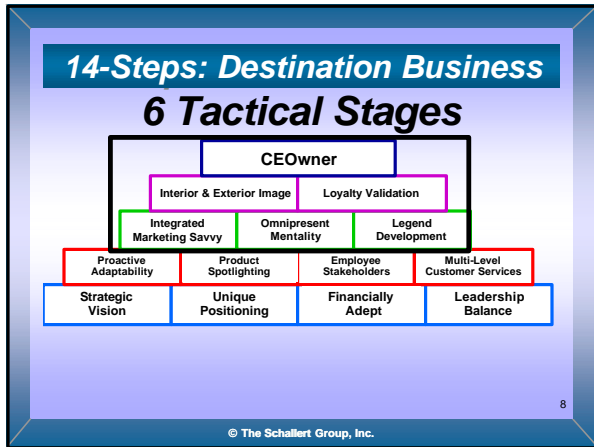 14-Steps: Destination Business
6 Tactical Stages
CEOwner
Interior & Exterior Image Loyalty Validation
Integrated Omnipresent Legend
Marketing Savvy Mentality Development
Proactive Product Employee Multi-Level
Adaptability Spotlighting Stakeholders Customer Services
Strategic Unique Financially Leadership
Vision Positioning Adept Balance
8
© The Schallert Group, Inc.